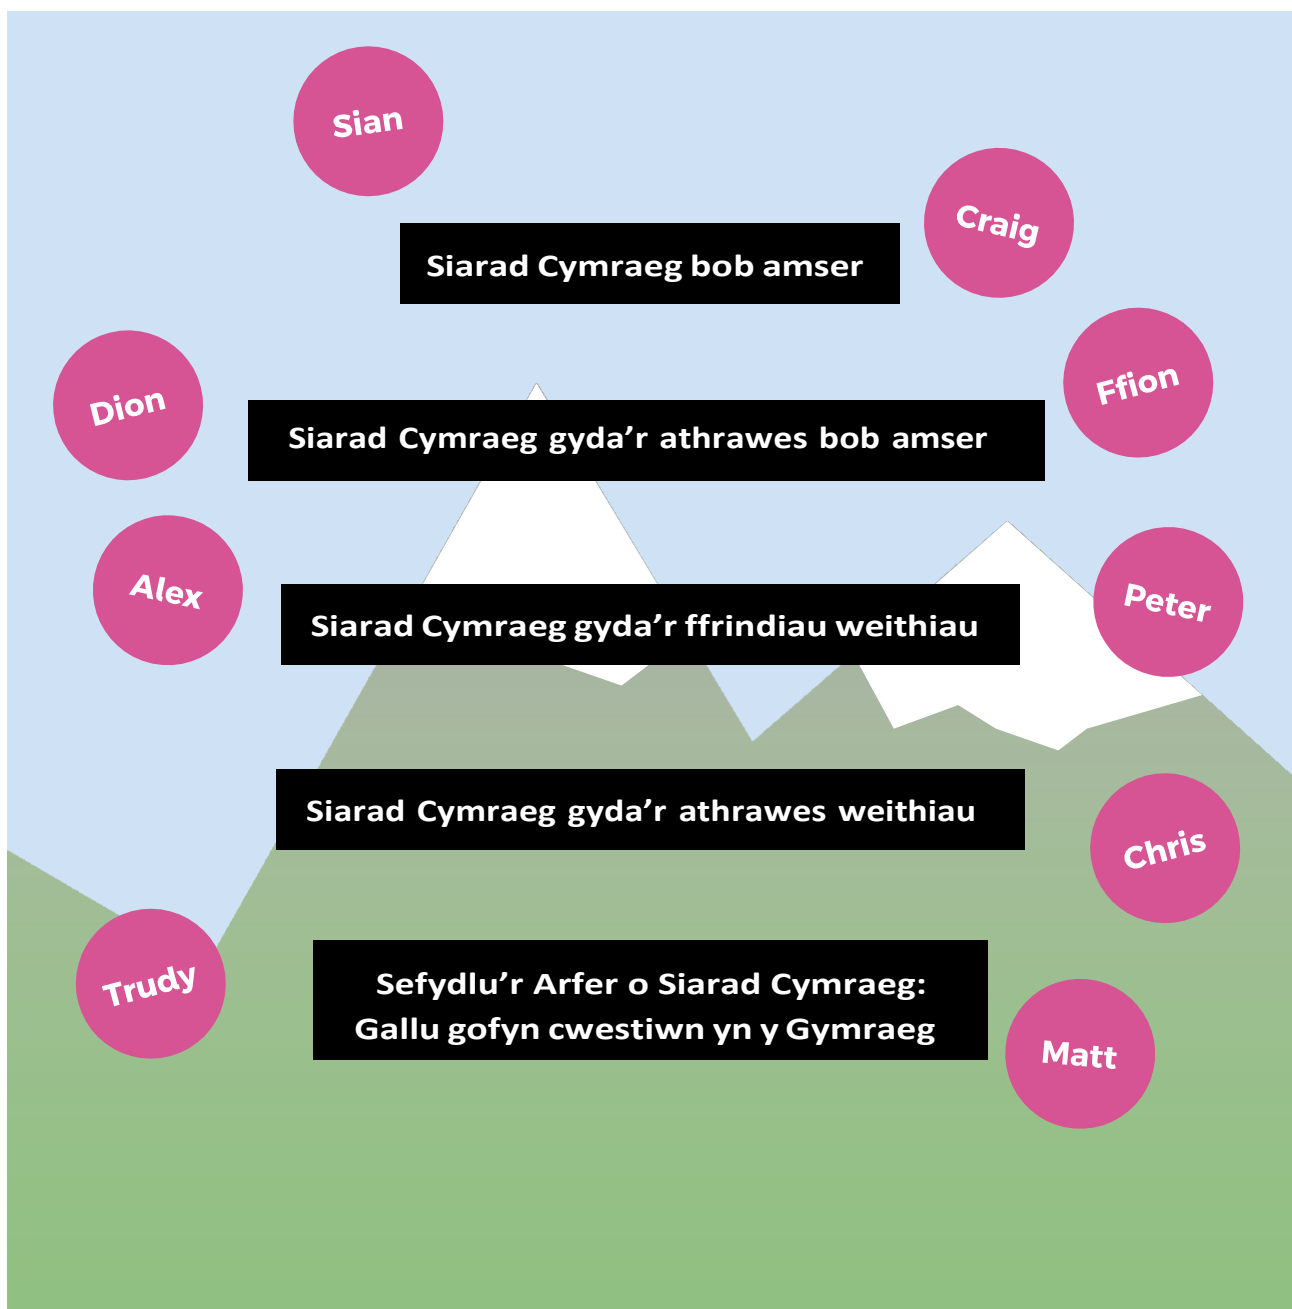 Sian
Craig
Siarad Cymraeg bob amser
Ffion
Dion
Siarad Cymraeg gyda’r athrawes bob amser
Alex
Peter
Siarad Cymraeg gyda’r ffrindiau weithiau
Siarad Cymraeg gyda’r athrawes weithiau
Chris
Trudy
Sefydlu’r Arfer o Siarad Cymraeg:
Gallu gofyn cwestiwn yn y Gymraeg
Matt